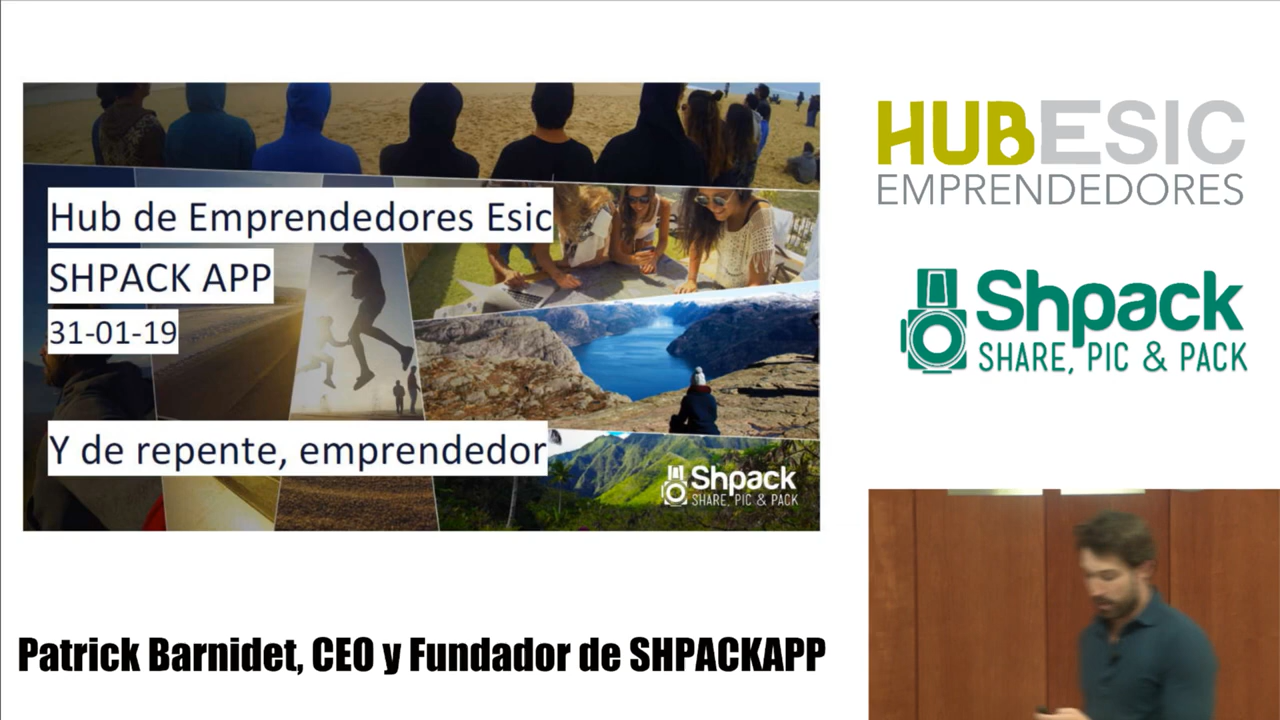 Hub de Emprendedores Esic
SHPACK APP
31-01-19
Y de repente, emprendedor
Shpack
SHARE, PIC & PACK
HUBESIC
EMPRENDEDORES
Shpack
SHARE, PIC & PACK
Patrick Barnidet, CEO y Fundador de SHPACKAPP